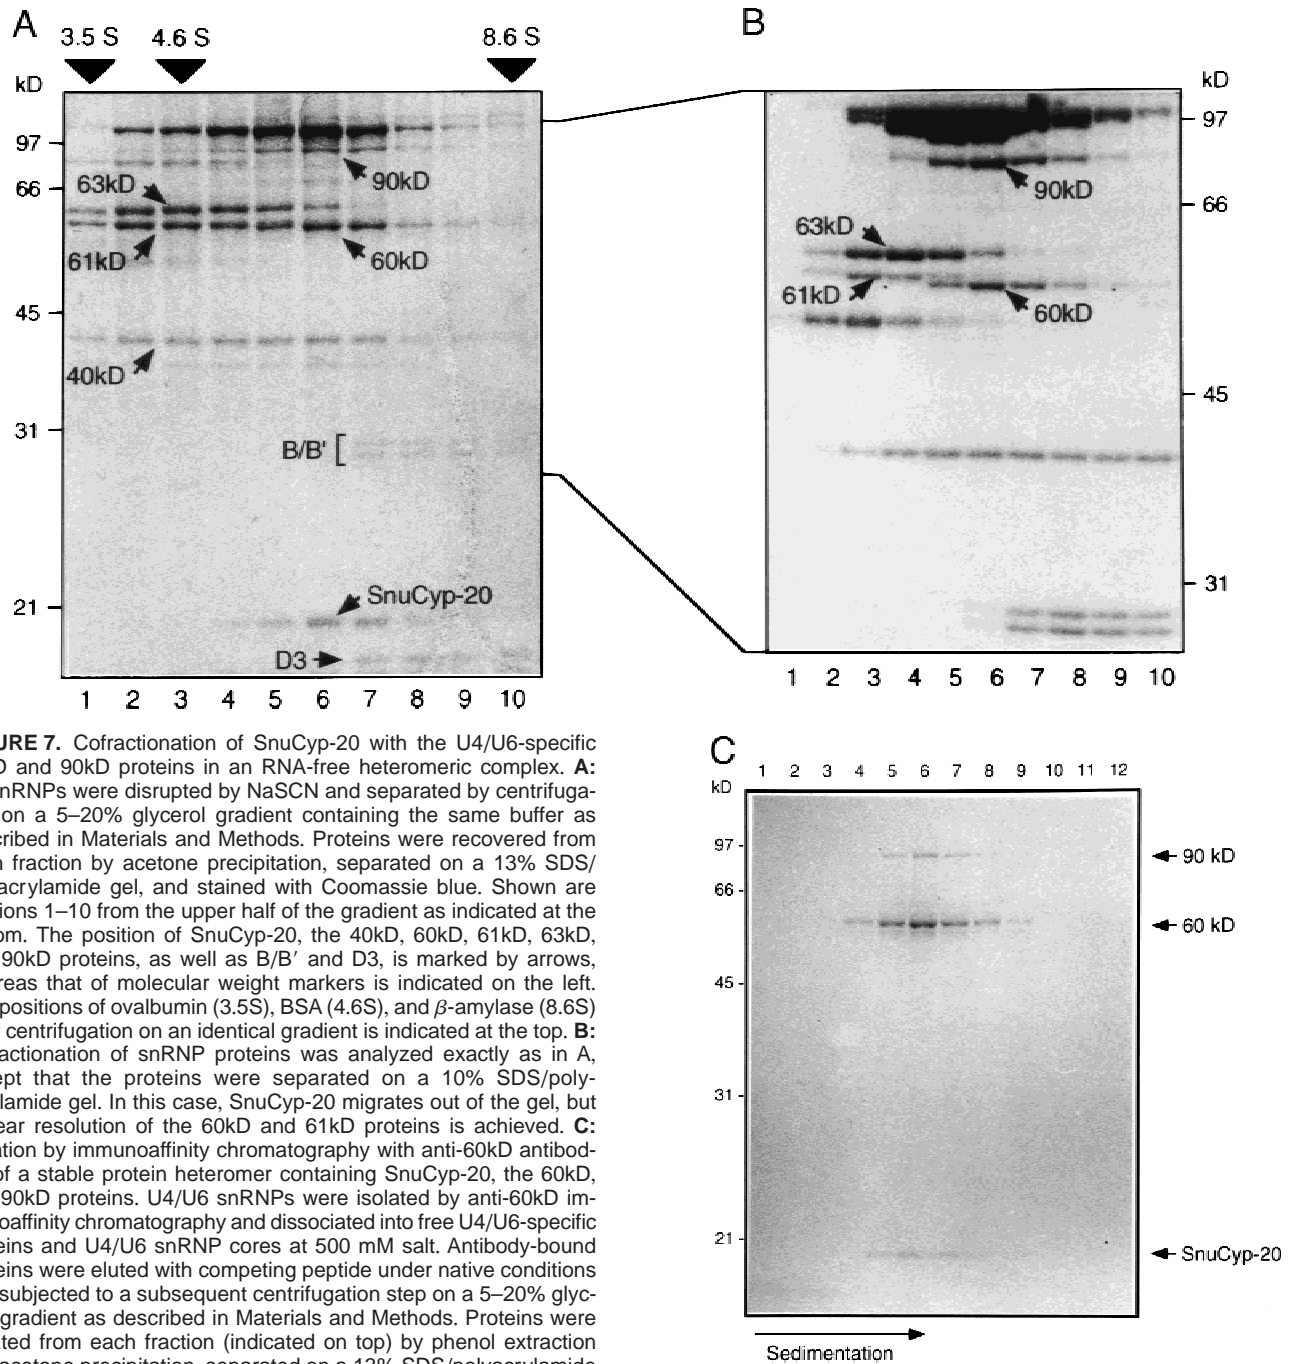 A
3.5 S 4.6 S 8.6 S
kD
97
66
45
31
21
63kD
61kD
40kD
90kD
60kD
B/B'
SnuCyp-20
D3
1 2 3 4 5 6 7 8 9 10
B
kD
97
66
45
31
90kD
63kD
61kD
60kD
1 2 3 4 5 6 7 8 9 10
URE 7. Cofractionation of SnuCyp-20 with the U4/U6-specific
D and 90kD proteins in an RNA-free heteromeric complex. A:
nRNPs were disrupted by NaSCN and separated by centrifuga-
on a 5–20% glycerol gradient containing the same buffer as
cribed in Materials and Methods. Proteins were recovered from
n fraction by acetone precipitation, separated on a 13% SDS/
acrylamide gel, and stained with Coomassie blue. Shown are
tions 1–10 from the upper half of the gradient as indicated at the
om. The position of SnuCyp-20, the 40kD, 60kD, 61kD, 63kD,
90kD proteins, as well as B/B′ and D3, is marked by arrows,
reas that of molecular weight markers is indicated on the left.
positions of ovalbumin (3.5S), BSA (4.6S), and β-amylase (8.6S)
centrifugation on an identical gradient is indicated at the top. B:
actionation of snRNP proteins was analyzed exactly as in A,
ept that the proteins were separated on a 10% SDS/poly-
lamide gel. In this case, SnuCyp-20 migrates out of the gel, but
ear resolution of the 60kD and 61kD proteins is achieved. C:
ation by immunoaffinity chromatography with anti-60kD antibod-
of a stable protein heteromer containing SnuCyp-20, the 60kD,
90kD proteins. U4/U6 snRNPs were isolated by anti-60kD im-
oaffinity chromatography and dissociated into free U4/U6-specific
eins and U4/U6 snRNP cores at 500 mM salt. Antibody-bound
eins were eluted with competing peptide under native conditions
subjected to a subsequent centrifugation step on a 5–20% glyc-
gradient as described in Materials and Methods. Proteins were
ated from each fraction (indicated on top) by phenol extraction
acetone precipitation, separated on a 13% SDS/polyacrylamide
C
1 2 3 4 5 6 7 8 9 10 11 12
kD
97
66
45
31
21
90 kD
60 kD
SnuCyp-20
Sedimentation